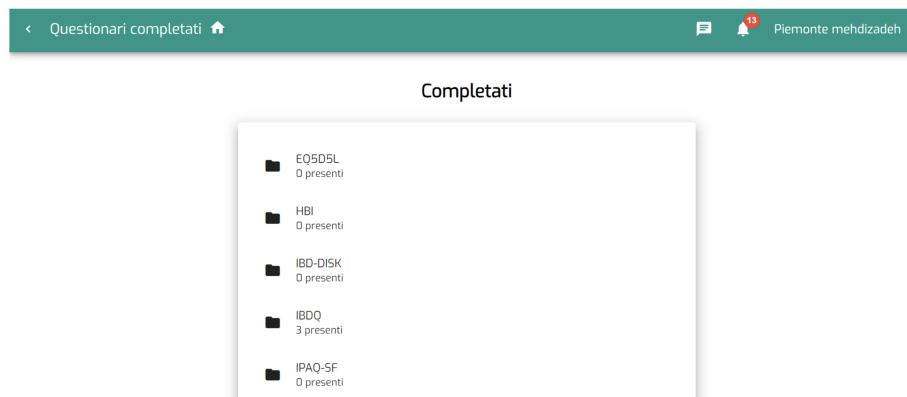 Questionari completati
13
Piemonte mehdizadeh
Completati
EQ5D5L
0 presenti
HBI
0 presenti
IBD-DISK
0 presenti
IBDQ
3 presenti
IPAQ-SF
0 presenti